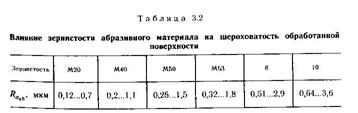 Таблица 3.2
Влияние зернистости абразивного материала на шероховатость обработанной
поверхности
Зернистость М20 М40 М50 М63 8 10
мкм 0,12...0,7 0,2...1,1 0,25...1,5 0,32...1,8 0,51...2,9 0,64...3,6